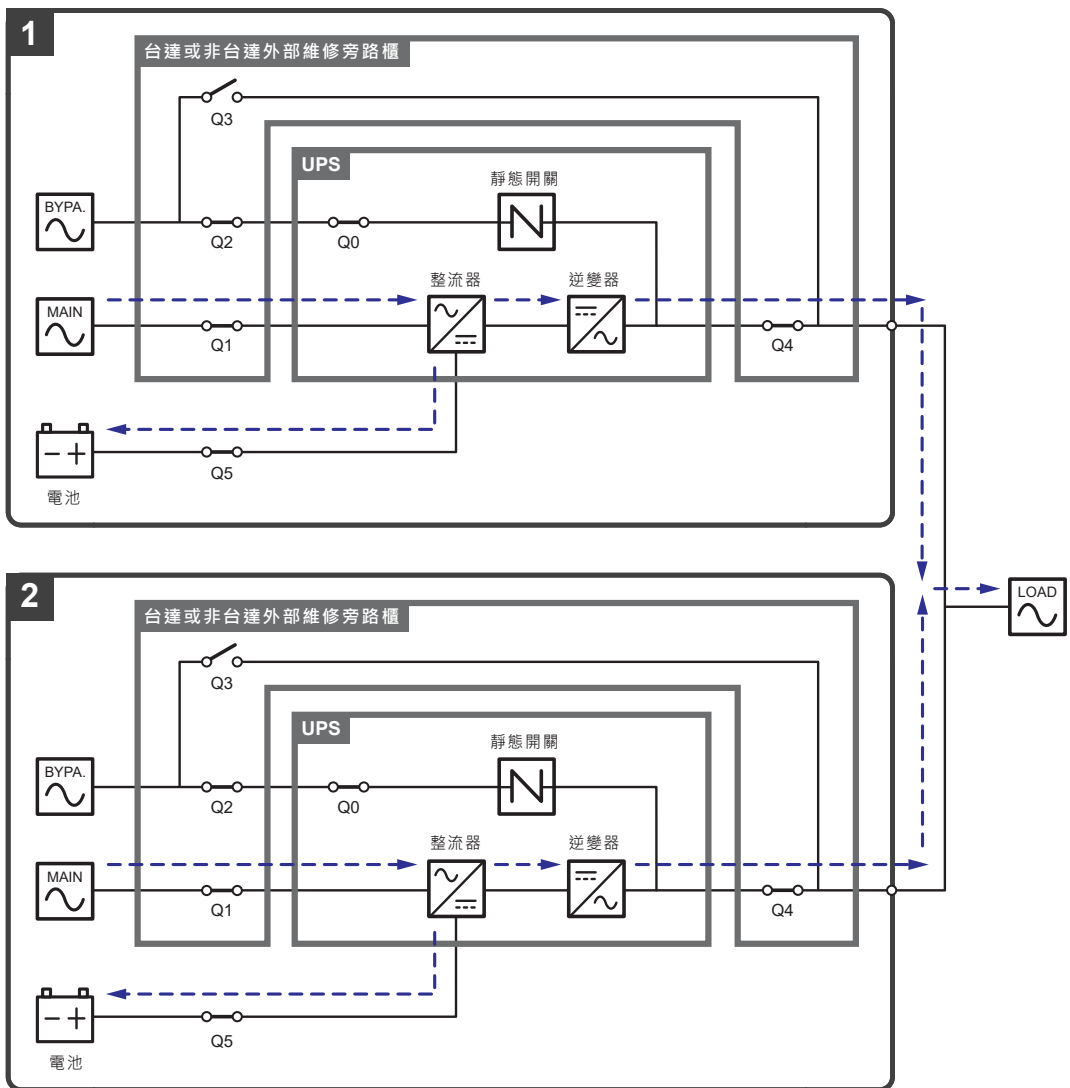 1
台達或非台達外部維修旁路櫃
Q3
UPS
靜態開關
BYPA.
Q2
Q0
整流器
逆變器
MAIN
Q1
Q4
Q5
電池
2
台達或非台達外部維修旁路櫃
LOAD
Q3
UPS
靜態開關
BYPA.
Q2
Q0
整流器
逆變器
MAIN
Q1
Q4
Q5
電池